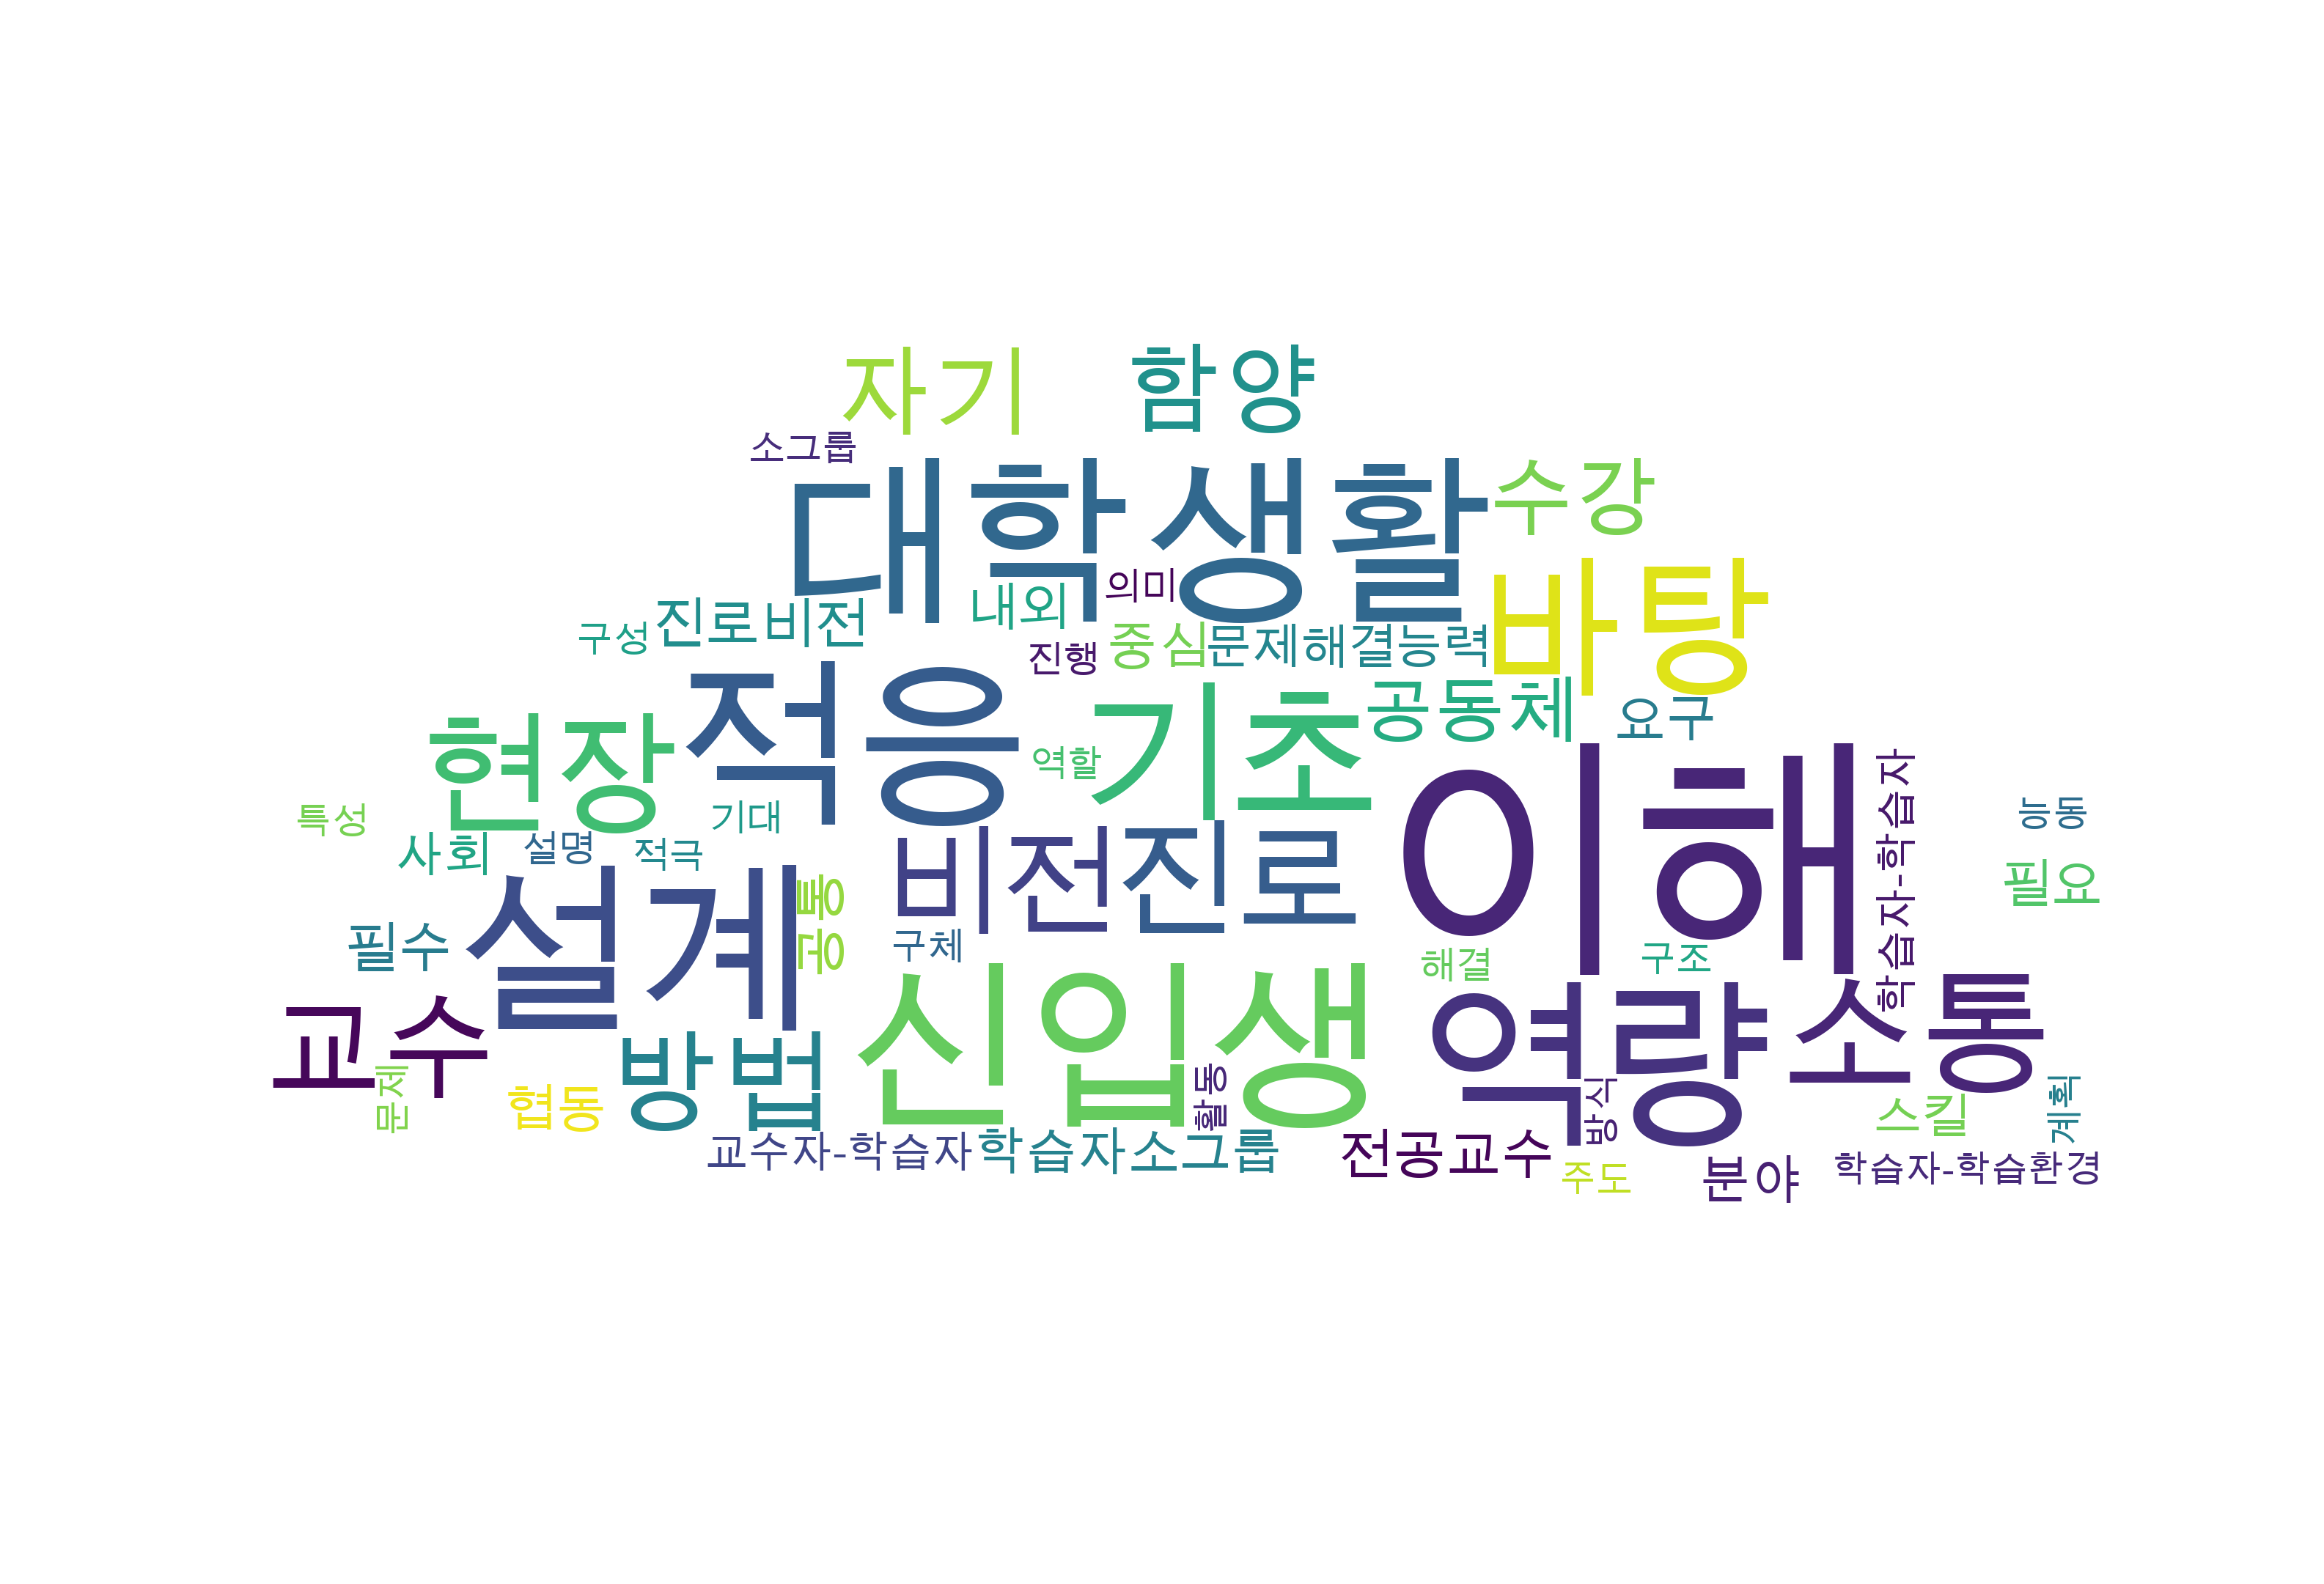 자기
함양
소그룹
대학생활
수강
바탕
의미
내외
진로비전
구성
중심
문제해결능력
진행
적응
기초
공동체
요구
현장
역할
이해
학습자-학습자
기대
특성
능동
사회
설명
적극
비전
진로
설계
공동
필요
필수
구체
해결
구조
신입생
역량
소통
교수
방법
문제
협동
활동
방식
스킬
계획
교수자-학습자
학습자소그룹
전공교수
주도
분야
학습자-학습환경